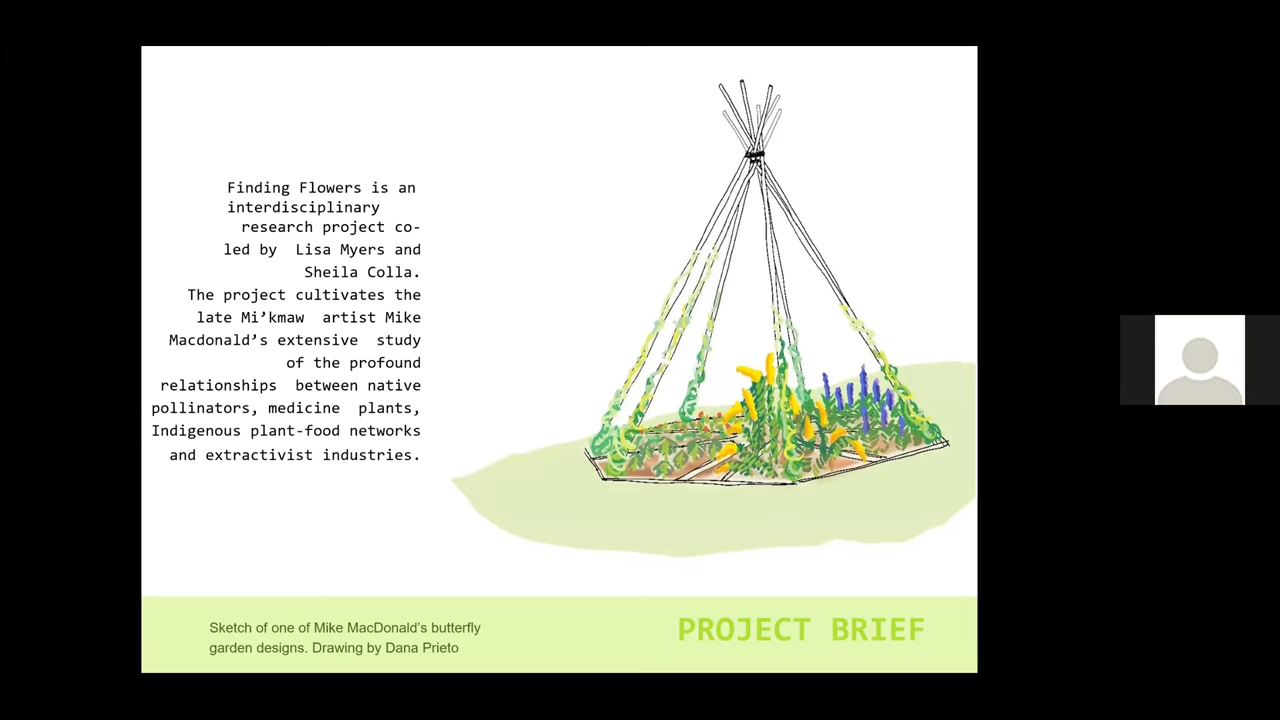 Finding Flowers is an
interdisciplinary
research project co-
led by  Lisa Myers and
Sheila Colla.
The project cultivates the
late Mi’kmaw  artist Mike
Macdonald’s extensive  study
of the profound
relationships  between native
pollinators, medicine  plants,
Indigenous plant-food networks
and extractivist industries.
Sketch of one of Mike MacDonald’s butterfly
garden designs. Drawing by Dana Prieto
PROJECT BRIEF